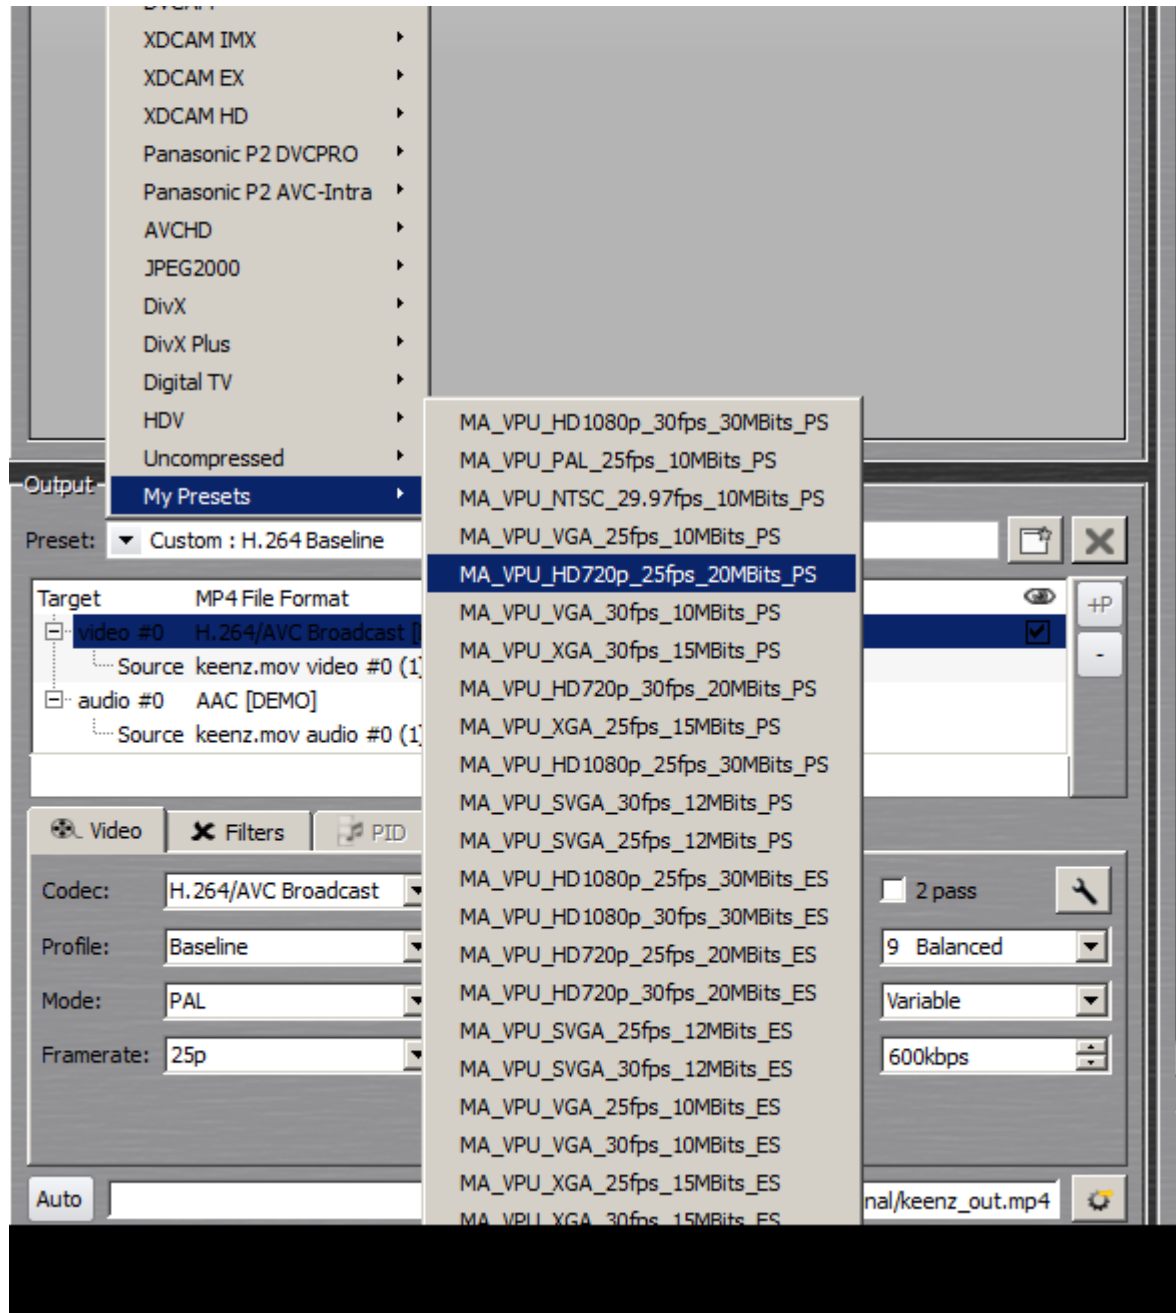 DVCAM
XDCAM IMX
XDCAM EX
XDCAM HD
Panasonic P2 DVCPRO
Panasonic P2 AVC-Intra
AVCHD
JPEG2000
DivX
DivX Plus
Digital TV
HDV
Uncompressed
My Presets
MA_VPU_HD1080p_30fps_30MBits_PS
MA_VPU_PAL_25fps_10MBits_PS
MA_VPU_NTSC_29.97fps_10MBits_PS
MA_VPU_VGA_25fps_10MBits_PS
MA_VPU_HD720p_25fps_20MBits_PS
MA_VPU_VGA_30fps_10MBits_PS
MA_VPU_XGA_30fps_15MBits_PS
MA_VPU_HD720p_30fps_20MBits_PS
MA_VPU_XGA_25fps_15MBits_PS
MA_VPU_HD1080p_25fps_30MBits_PS
MA_VPU_SVGA_30fps_12MBits_PS
MA_VPU_SVGA_25fps_12MBits_PS
MA_VPU_HD1080p_25fps_30MBits_ES
MA_VPU_HD1080p_30fps_30MBits_ES
MA_VPU_HD720p_25fps_20MBits_ES
MA_VPU_HD720p_30fps_20MBits_ES
MA_VPU_SVGA_25fps_12MBits_ES
MA_VPU_SVGA_30fps_12MBits_ES
MA_VPU_VGA_25fps_10MBits_ES
MA_VPU_VGA_30fps_10MBits_ES
MA_VPU_XGA_25fps_15MBits_ES
MA_VPU_XGA_30fps_15MBits_ES
Output
Preset: Custom : H.264 Baseline
Target MP4 File Format
+P
video #0 H.264/AVC Broadcast [
-
Source keenz.mov video #0 (1)
audio #0 AAC [DEMO]
Source keenz.mov audio #0 (1)
Video Filters PID
Codec: H.264/AVC Broadcast 2 pass
Profile: Baseline 9 Balanced
Mode: PAL Variable
Framerate: 25p 600kbps
Auto nal/keenz_out.mp4